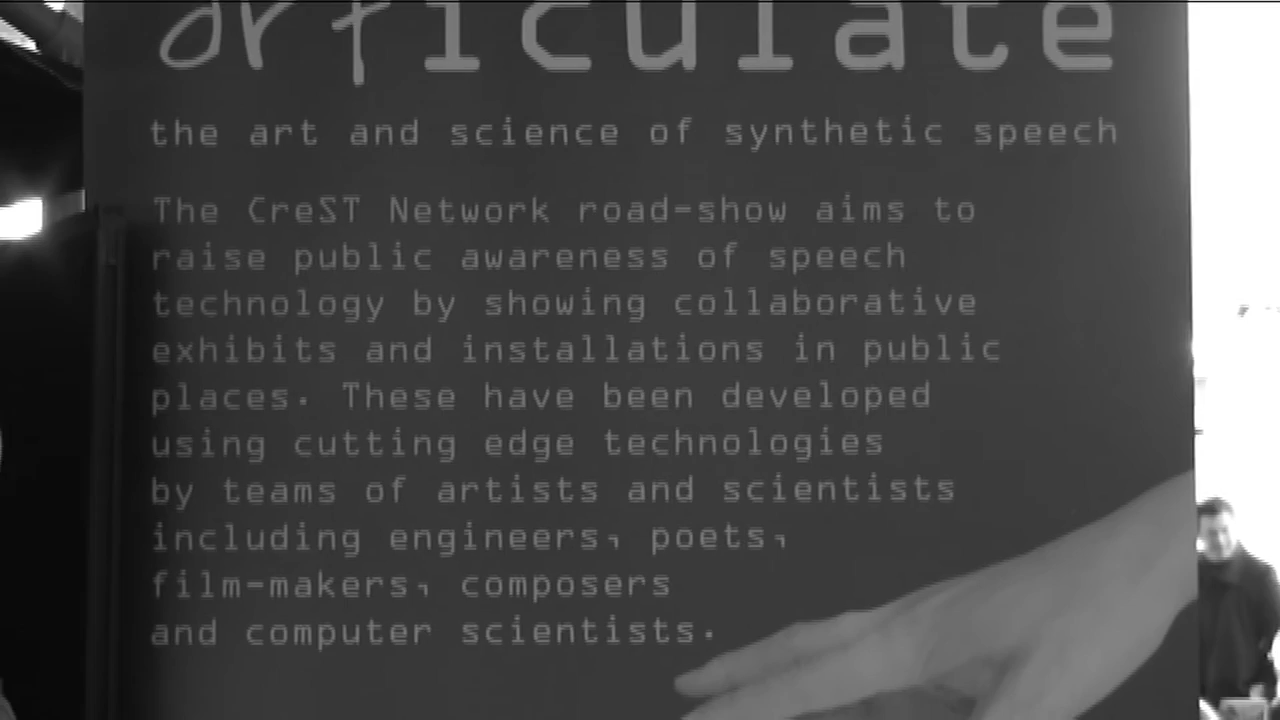 articulate
the art and science of synthetic speech
The CreST Network road-show aims to
raise public awareness of speech
technology by showing collaborative
exhibits and installations in public
places. These have been developed
using cutting edge technologies
by teams of artists and scientists
including engineers, poets,
film-makers, composers
and computer scientists.